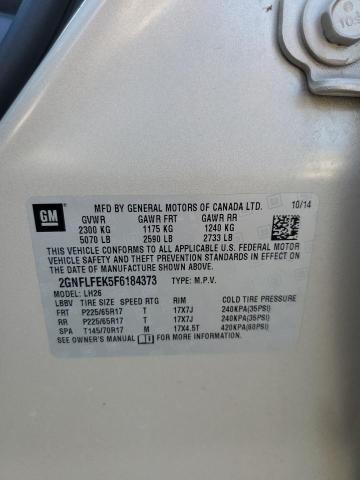 GM
MFD BY GENERAL MOTORS OF CANADA LTD. 10/14
GVWR GAWR FRT GAWR RR
2300 KG 1175 KG 1240 KG
5070 LB 2590 LB 2733 LB
THIS VEHICLE CONFORMS TO ALL APPLICABLE U.S. FEDERAL MOTOR
VEHICLE SAFETY AND THEFT PREVENTION STANDARDS IN EFFECT ON
THE DATE OF MANUFACTURE SHOWN ABOVE.
2GNFLFEK5F6184373 TYPE: M.P.V.
MODEL: LH26
LBBV TIRE SIZE SPEED RTG RIM COLD TIRE PRESSURE
FRT P225/65R17 T 17X7J 240KPA(35PSI)
RR P225/65R17 T 17X7J 240KPA(35PSI)
SPA T145/70R17 M 17X4.5T 420KPA(60PSI)
SEE OWNER'S MANUAL FOR MORE INFORMATION.